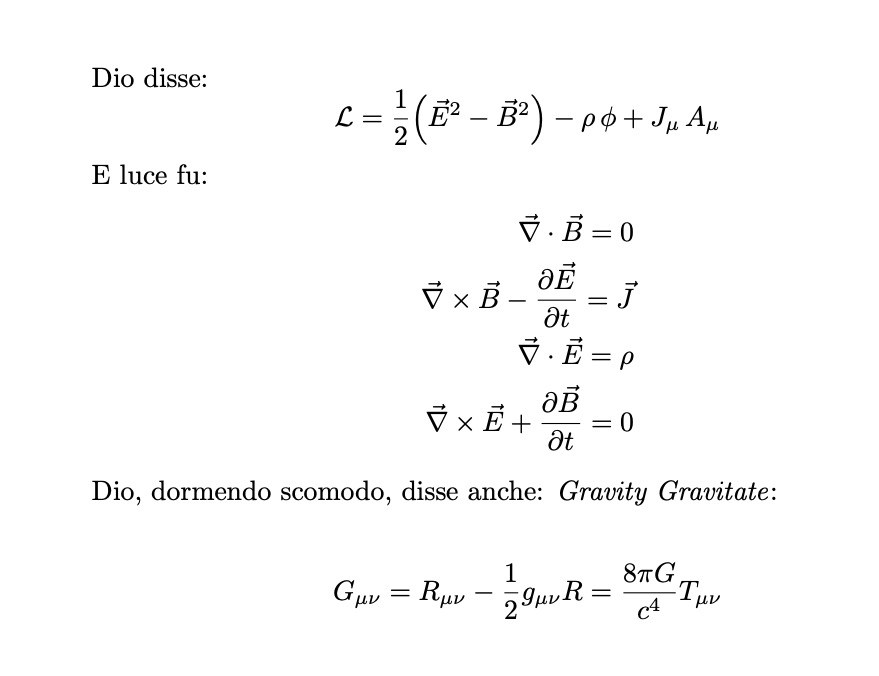 Dio disse:
$\mathcal{L} = \frac{1}{2}\left(\vec{E}^2 - \vec{B}^2\right) - \rho\,\phi + J_\mu\,A_\mu$
E luce fu:
$\vec{\nabla} \cdot \vec{B} = 0$
$\vec{\nabla} \times \vec{B} - \frac{\partial \vec{E}}{\partial t} = \vec{J}$
$\vec{\nabla} \cdot \vec{E} = \rho$
$\vec{\nabla} \times \vec{E} + \frac{\partial \vec{B}}{\partial t} = 0$
Dio, dormendo scomodo, disse anche: Gravity Gravitate:
$G_{\mu\nu} = R_{\mu\nu} - \frac{1}{2} g_{\mu\nu} R = \frac{8\pi G}{c^4} T_{\mu\nu}$